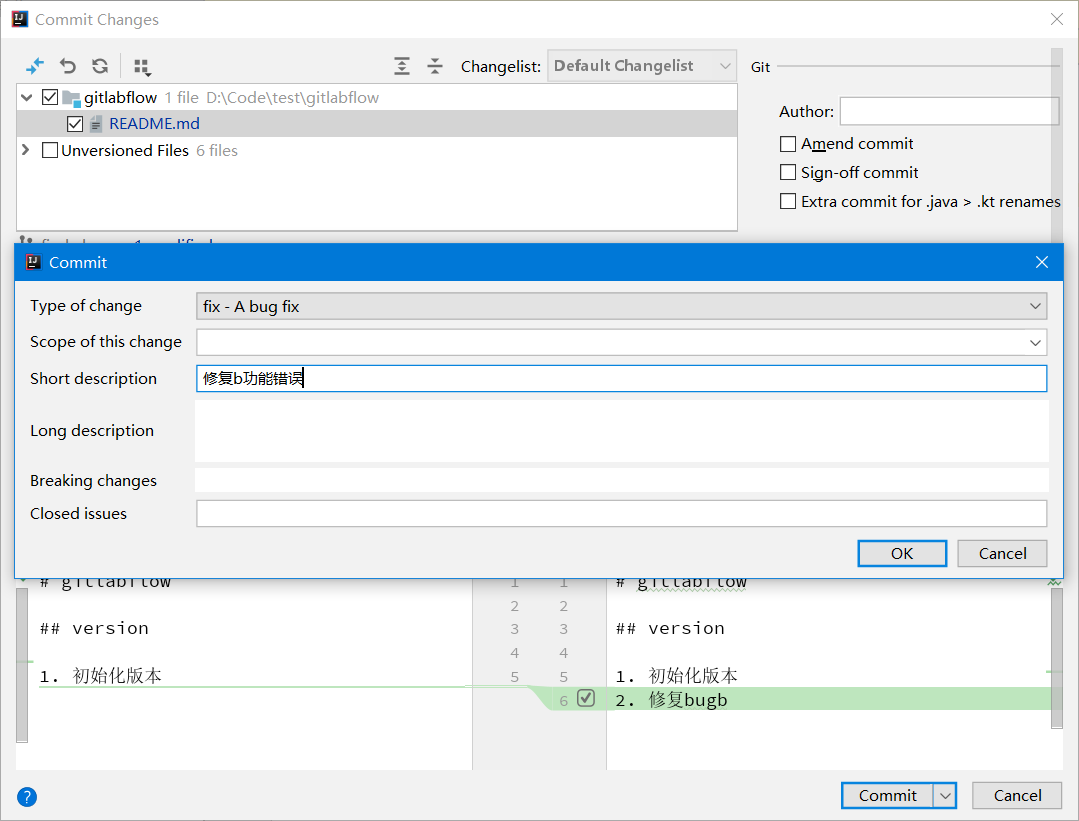 Commit Changes
Changelist: Default Changelist
Git
gitlabflow 1 file D:\Code\test\gitlabflow
README.md
Unversioned Files 6 files
Author:
Amend commit
Sign-off commit
Extra commit for .java > .kt renames
Commit
Type of change fix - A bug fix
Scope of this change
Short description 修复b功能错误
Long description
Breaking changes
Closed issues
OK Cancel
# gitlabflow 1 1 # gitlabflow
2 2
## version 3 3 ## version
4 4
1. 初始化版本 5 5 1. 初始化版本
6 2. 修复bugb
? Commit Cancel